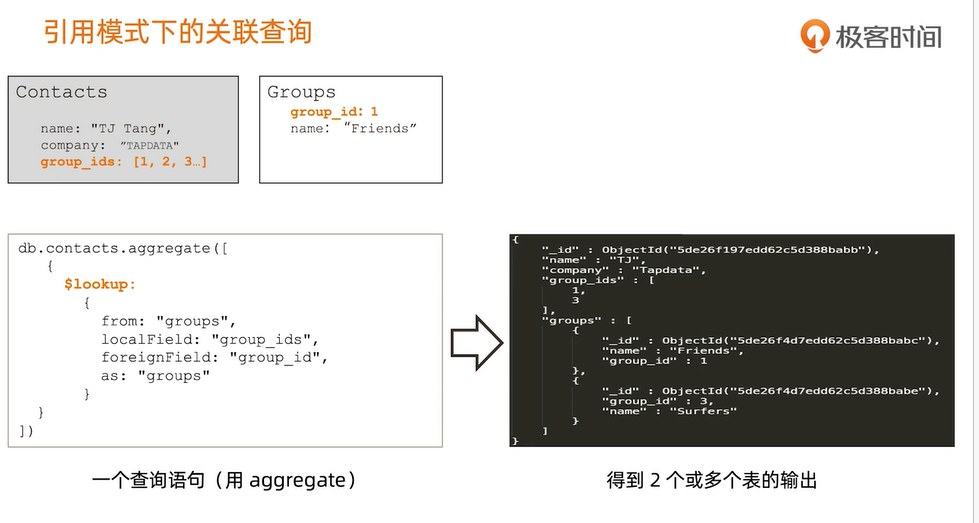 引用模式下的关联查询
极客时间
Contacts
name: "TJ Tang",
company: "TAPDATA"
group_ids: [1, 2, 3…]
Groups
group_id: 1
name: "Friends"
db.contacts.aggregate([
{
$lookup:
{
from: "groups",
localField: "group_ids",
foreignField: "group_id",
as: "groups"
}
}
])
一个查询语句（用 aggregate）
{
"_id" : ObjectId("5de26f197edd62c5d388babb"),
"name" : "TJ",
"company" : "Tapdata",
"group_ids" : [
1,
3
],
"groups" : [
{
"_id" : ObjectId("5de26f4d7edd62c5d388babc"),
"name" : "Friends",
"group_id" : 1
},
{
"_id" : ObjectId("5de26f4d7edd62c5d388babe"),
"group_id" : 3,
"name" : "Surfers"
}
]
}
得到 2 个或多个表的输出